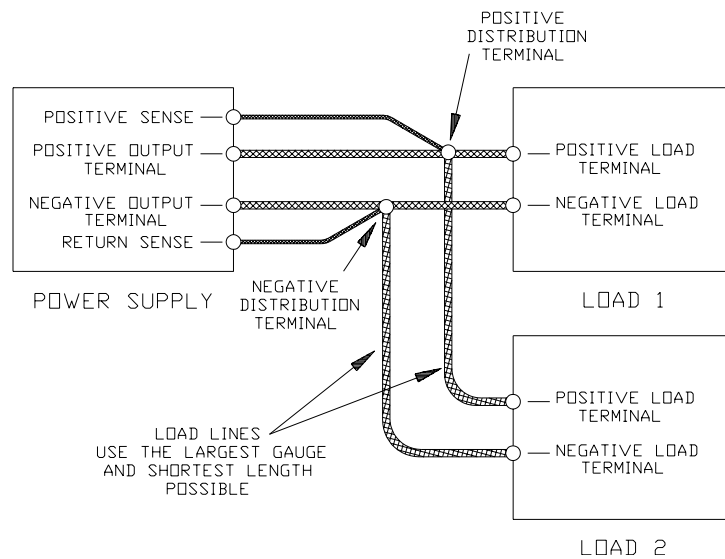 POSITIVE
DISTRIBUTION
TERMINAL
POSITIVE SENSE
POSITIVE OUTPUT
TERMINAL
NEGATIVE OUTPUT
TERMINAL
RETURN SENSE
POWER SUPPLY
POSITIVE LOAD
TERMINAL
NEGATIVE LOAD
TERMINAL
LOAD 1
NEGATIVE
DISTRIBUTION
TERMINAL
LOAD LINES
USE THE LARGEST GAUGE
AND SHORTEST LENGTH
POSSIBLE
POSITIVE LOAD
TERMINAL
NEGATIVE LOAD
TERMINAL
LOAD 2